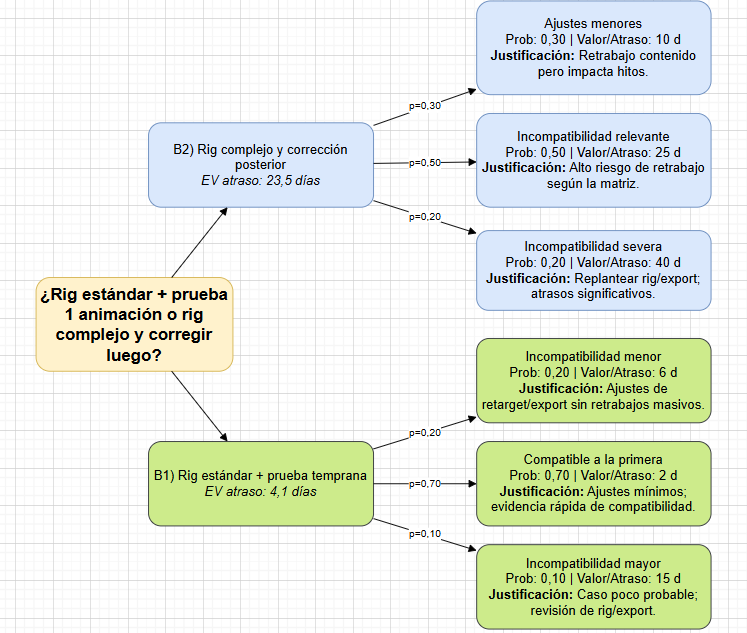 Ajustes menores
Prob: 0,30 | Valor/Atraso: 10 d
Justificación: Retrabajo contenido
pero impacta hitos.
p=0,30
B2) Rig complejo y corrección
posterior
EV atraso: 23,5 días
Incompatibilidad relevante
Prob: 0,50 | Valor/Atraso: 25 d
Justificación: Alto riesgo de retrabajo
según la matriz.
p=0,50
p=0,20
Incompatibilidad severa
Prob: 0,20 | Valor/Atraso: 40 d
Justificación: Replantear rig/export;
atrasos significativos.
¿Rig estándar + prueba
1 animación o rig
complejo y corregir
luego?
Incompatibilidad menor
Prob: 0,20 | Valor/Atraso: 6 d
Justificación: Ajustes de
retarget/export sin retrabajos masivos.
p=0,20
B1) Rig estándar + prueba temprana
EV atraso: 4,1 días
p=0,70
Compatible a la primera
Prob: 0,70 | Valor/Atraso: 2 d
Justificación: Ajustes mínimos;
evidencia rápida de compatibilidad.
p=0,10
Incompatibilidad mayor
Prob: 0,10 | Valor/Atraso: 15 d
Justificación: Caso poco probable;
revisión de rig/export.